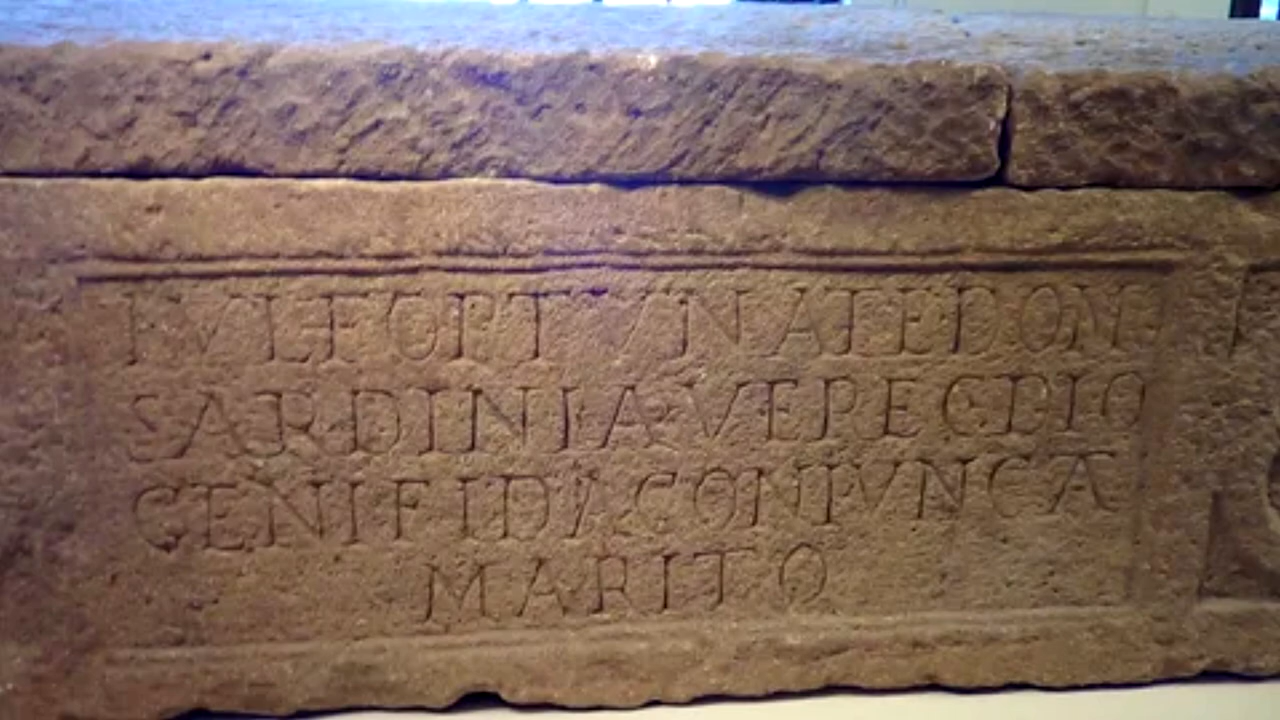 IVL FORTVNATE DOM
SARDINIA VEREC DIO
GENI FIDA CONIVNCTA
MARITO